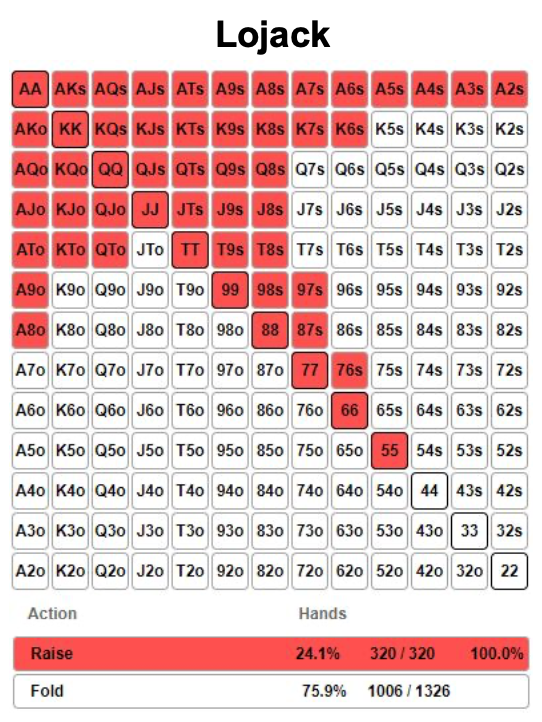 Lojack
AA AKs AQs AJs ATs A9s A8s A7s A6s A5s A4s A3s A2s
AKo KK KQs KJs KTs K9s K8s K7s K6s K5s K4s K3s K2s
AQo KQo QQ QJs QTs Q9s Q8s Q7s Q6s Q5s Q4s Q3s Q2s
AJo KJo QJo JJ JTs J9s J8s J7s J6s J5s J4s J3s J2s
ATo KTo QTo JTo TT T9s T8s T7s T6s T5s T4s T3s T2s
A9o K9o Q9o J9o T9o 99 98s 97s 96s 95s 94s 93s 92s
A8o K8o Q8o J8o T8o 98o 88 87s 86s 85s 84s 83s 82s
A7o K7o Q7o J7o T7o 97o 87o 77 76s 75s 74s 73s 72s
A6o K6o Q6o J6o T6o 96o 86o 76o 66 65s 64s 63s 62s
A5o K5o Q5o J5o T5o 95o 85o 75o 65o 55 54s 53s 52s
A4o K4o Q4o J4o T4o 94o 84o 74o 64o 54o 44 43s 42s
A3o K3o Q3o J3o T3o 93o 83o 73o 63o 53o 43o 33 32s
A2o K2o Q2o J2o T2o 92o 82o 72o 62o 52o 42o 32o 22
Action Hands
Raise 24.1% 320 / 320 100.0%
Fold 75.9% 1006 / 1326